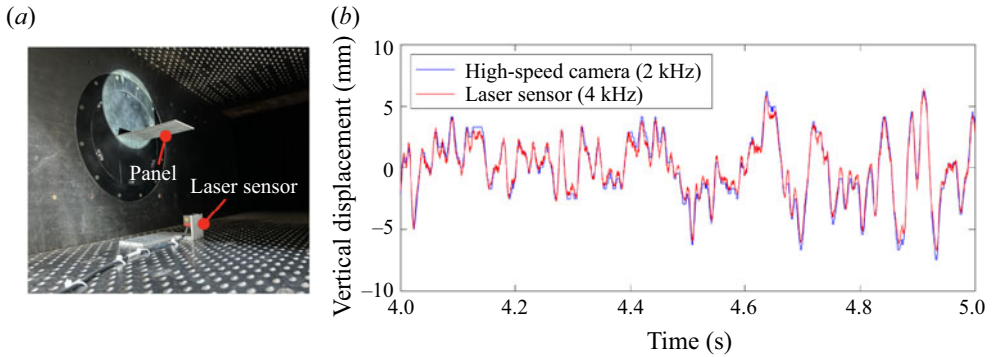 (a)
Panel
Laser sensor
(b)
Vertical displacement (mm)
10
5
0
−5
−10
High-speed camera (2 kHz)
Laser sensor (4 kHz)
4.0 4.2 4.4 4.6 4.8 5.0
Time (s)